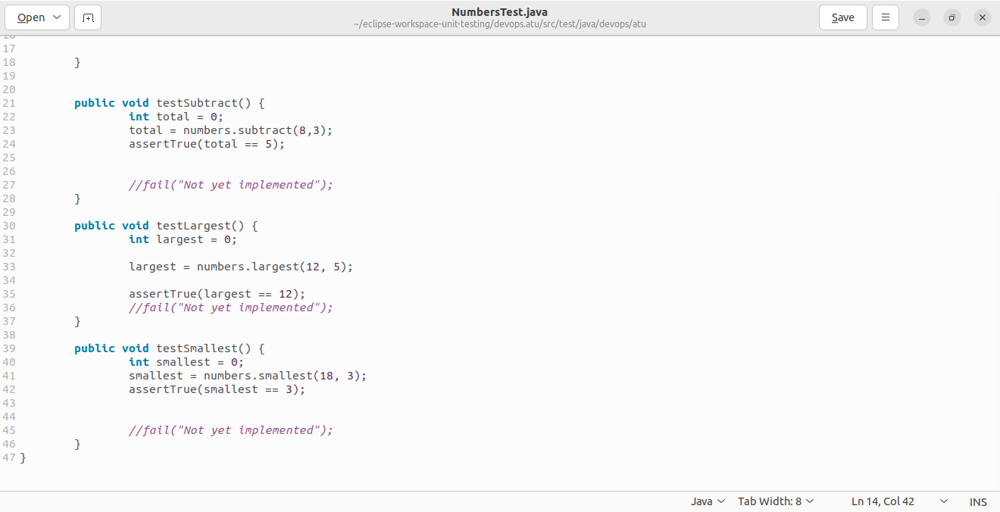 Open
NumbersTest.java
~/eclipse-workspace-unit-testing/devops.atu/src/test/java/devops/atu
Save
16
17
18 }
19
20
21 public void testSubtract() {
22 int total = 0;
23 total = numbers.subtract(8,3);
24 assertTrue(total == 5);
25
26
27 //fail("Not yet implemented");
28 }
29
30 public void testLargest() {
31 int largest = 0;
32
33 largest = numbers.largest(12, 5);
34
35 assertTrue(largest == 12);
36 //fail("Not yet implemented");
37 }
38
39 public void testSmallest() {
40 int smallest = 0;
41 smallest = numbers.smallest(18, 3);
42 assertTrue(smallest == 3);
43
44
45 //fail("Not yet implemented");
46 }
47 }
Java Tab Width: 8 Ln 14, Col 42 INS